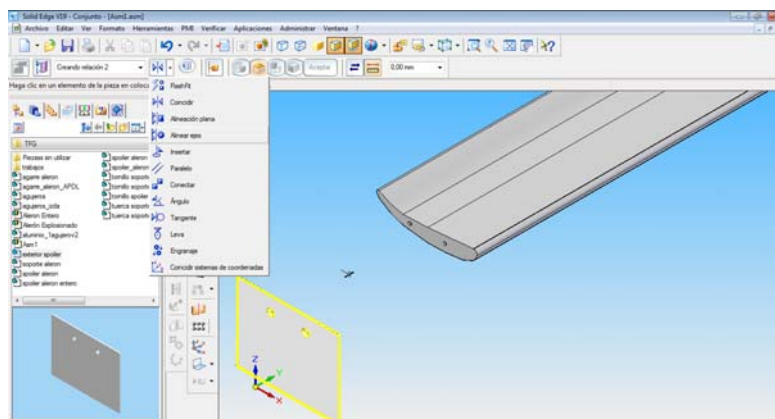 Solid Edge V19 - Conjunto - [Asm1.asm]
Archivo Editar Ver Formato Herramientas PMI Verificar Aplicaciones Administrar Ventana ?
Creando relación 2
Aceptar
0,00 mm
Haga clic en un elemento de la pieza en coloca
FlashFit
Coincidir
Alineación plana
Alinear ejes
Insertar
Paralelo
Conectar
Ángulo
Tangente
Leva
Engranaje
Coincidir sistemas de coordenadas
TFG
Piezas sin utilizar
trabajos
agarre aleron
agarre_aleron_APDL
agujeros
agujeros_isda
Aleron Entero
Alerón Explosionado
aluminio_1agujerov2
Asm1
exterior spoiler
soporte aleron
spoiler aleron
spoiler aleron entero
spoiler aleron
spoiler_aleron
tornillo soporte
tornillo soporte
tornillo spoiler
tuerca soporte
tuerca soporte
Z
Y
X